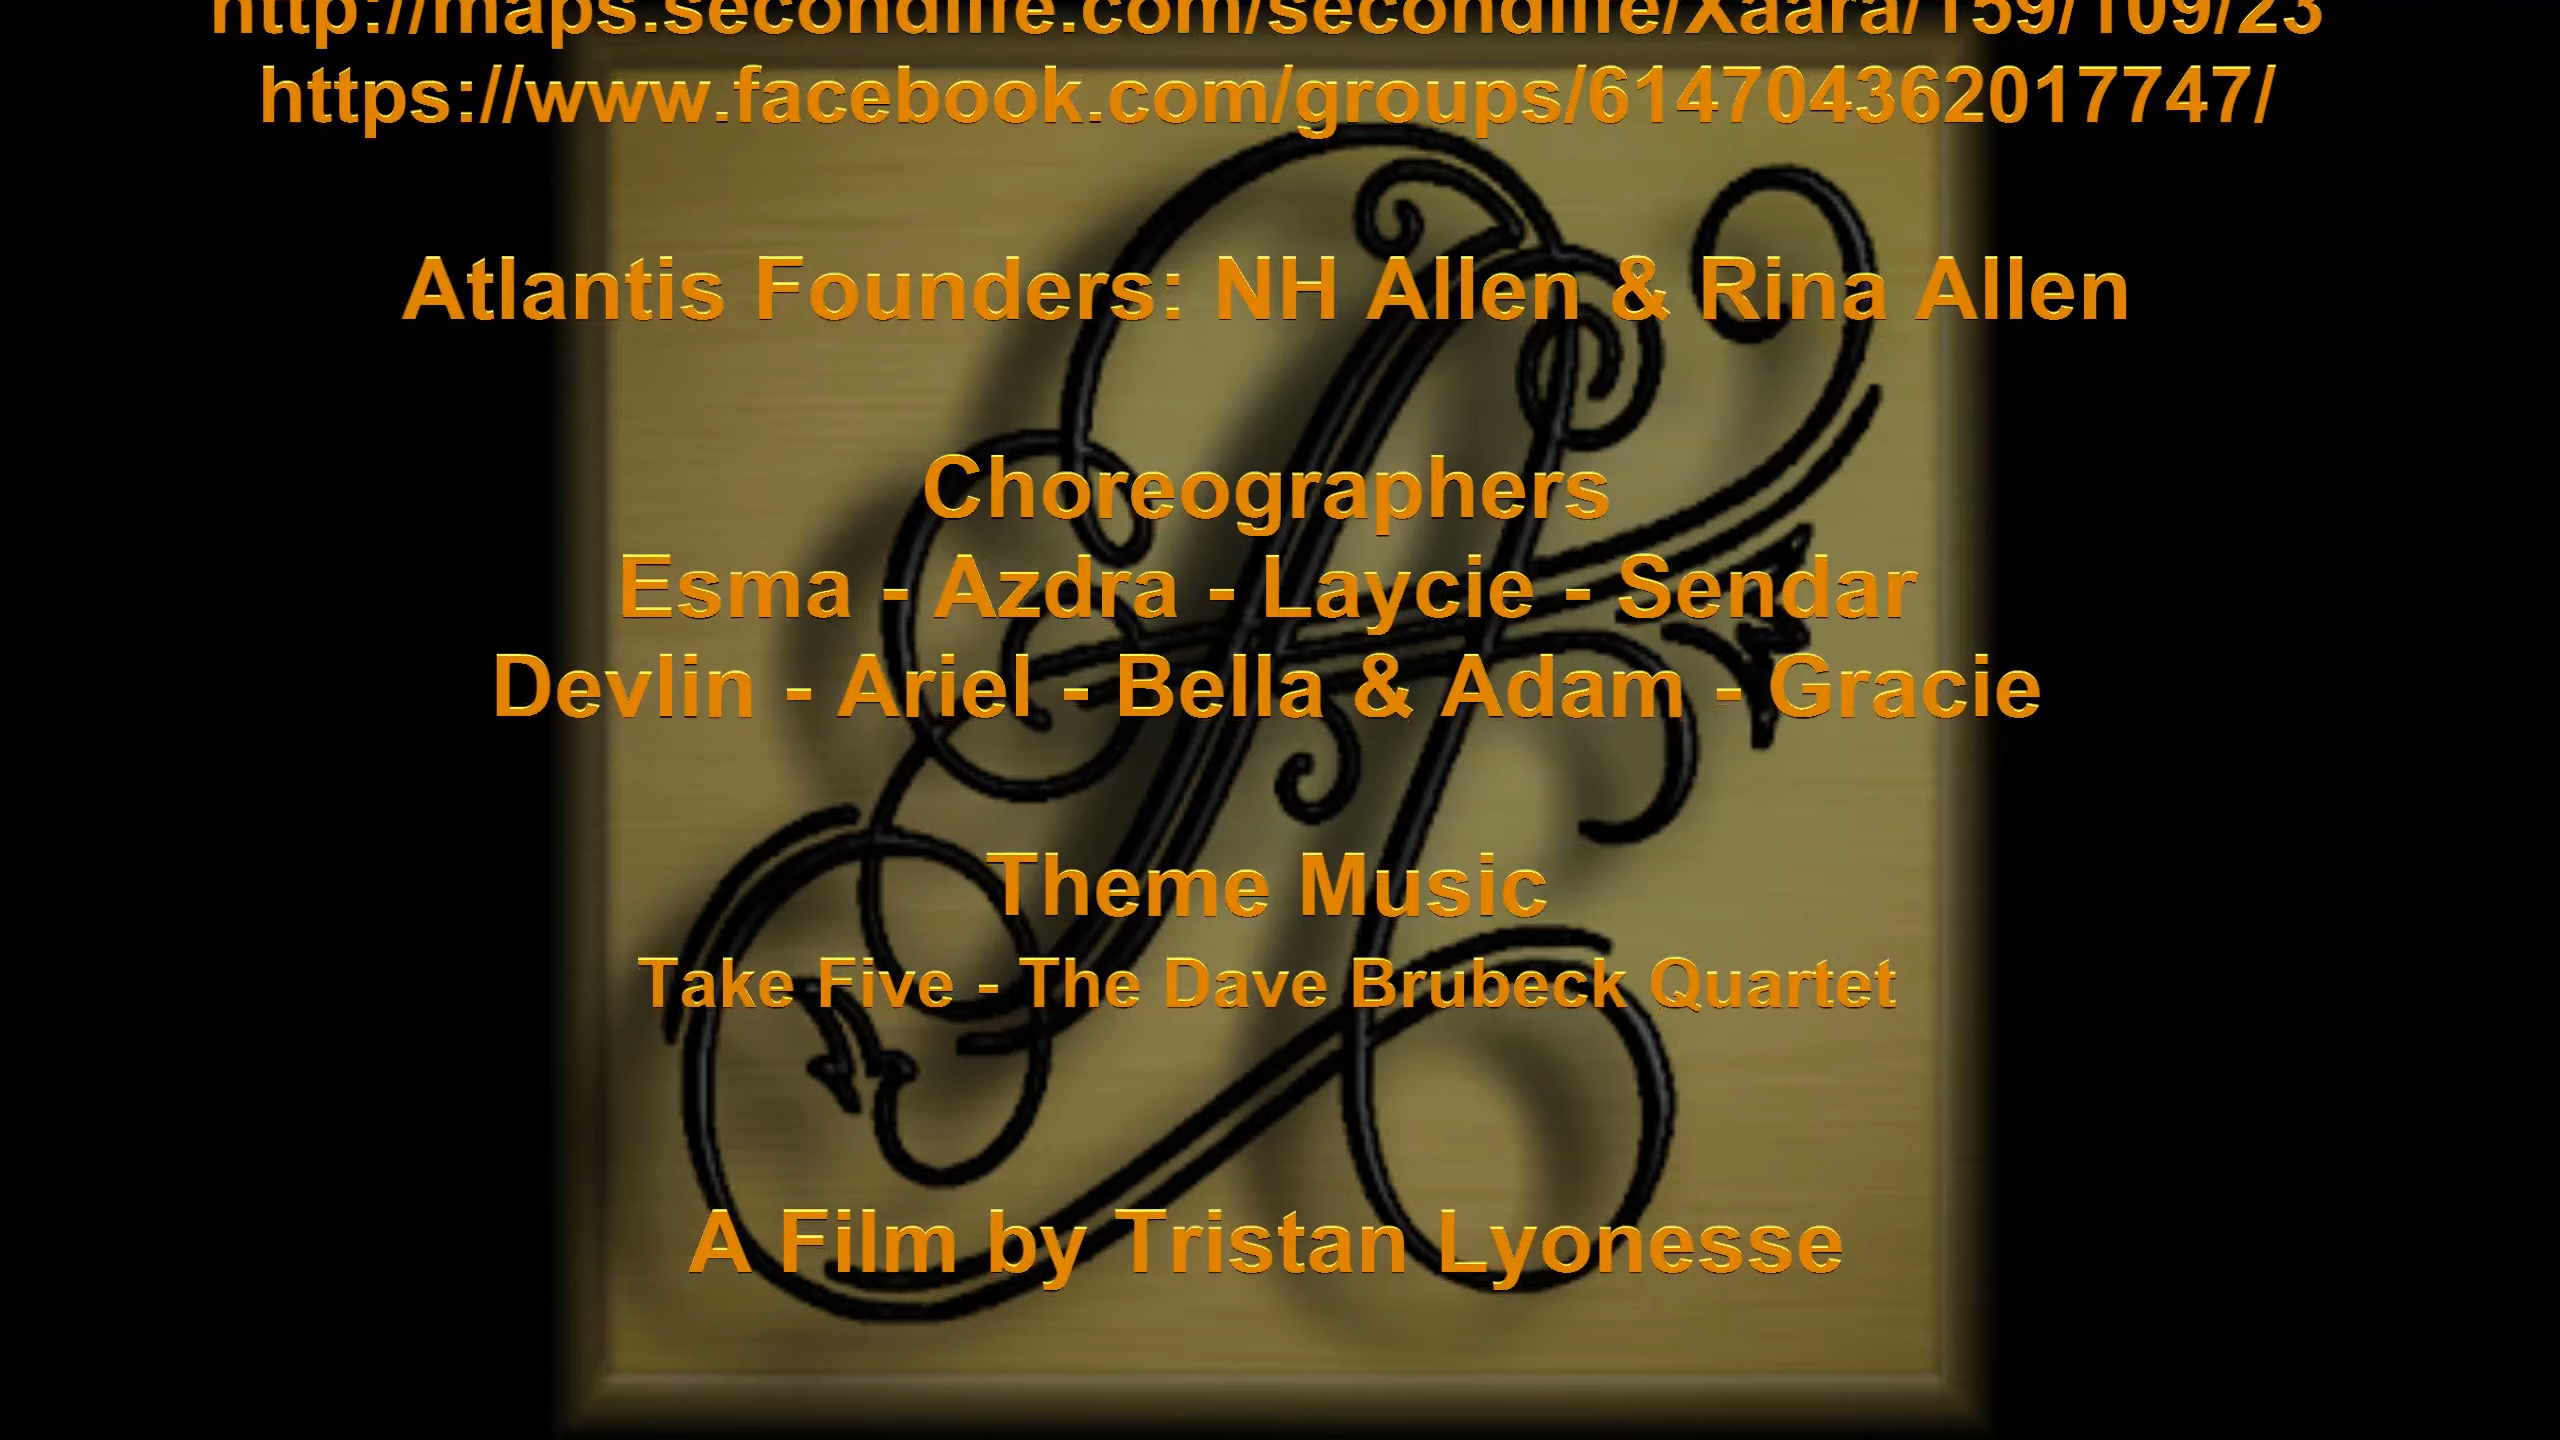 http://maps.secondlife.com/secondlife/Xaara/159/109/23
https://www.facebook.com/groups/614704362017747/
Atlantis Founders: NH Allen & Rina Allen
Choreographers
Esma - Azdra - Laycie - Sendar
Devlin - Ariel - Bella & Adam - Gracie
Theme Music
Take Five - The Dave Brubeck Quartet
A Film by Tristan Lyonesse